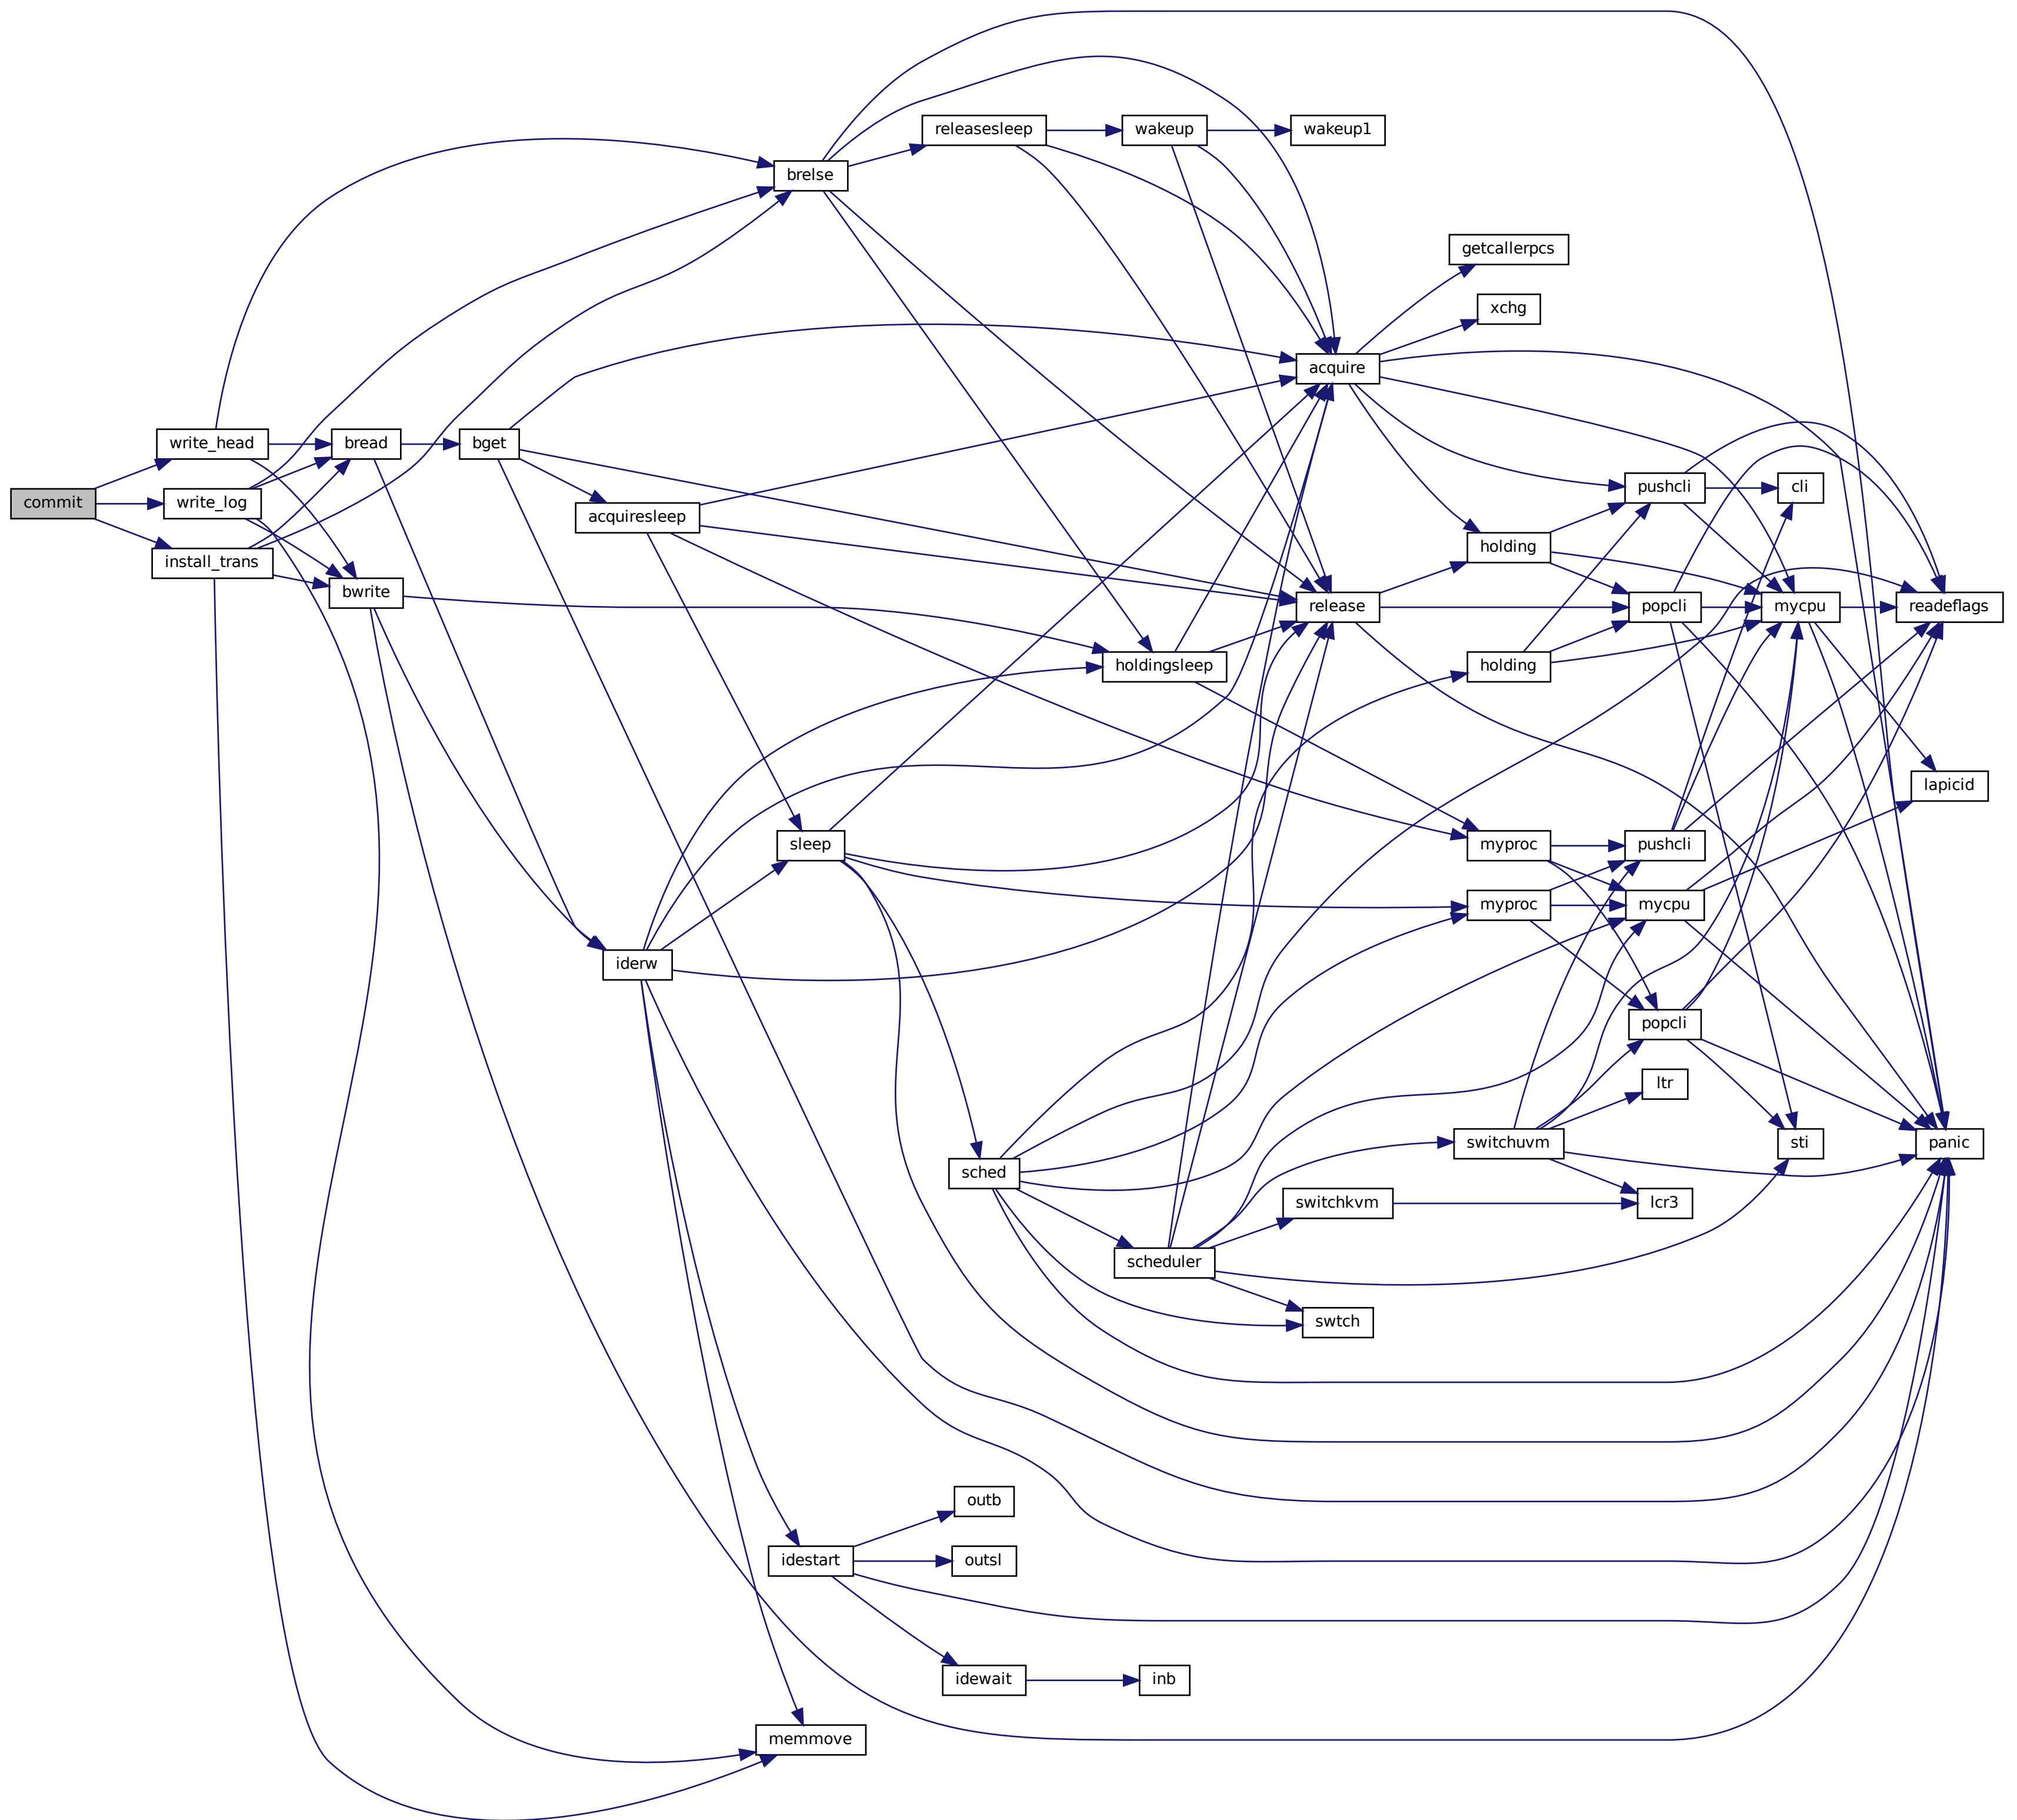 releasesleep
wakeup
wakeup1
brelse
getcallerpcs
xchg
acquire
write_head
bread
bget
commit
write_log
acquiresleep
pushcli
cli
install_trans
holding
bwrite
release
popcli
mycpu
readeflags
holdingsleep
holding
lapicid
sleep
myproc
pushcli
myproc
mycpu
iderw
popcli
ltr
sched
switchuvm
sti
panic
switchkvm
lcr3
scheduler
swtch
outb
idestart
outsl
idewait
inb
memmove